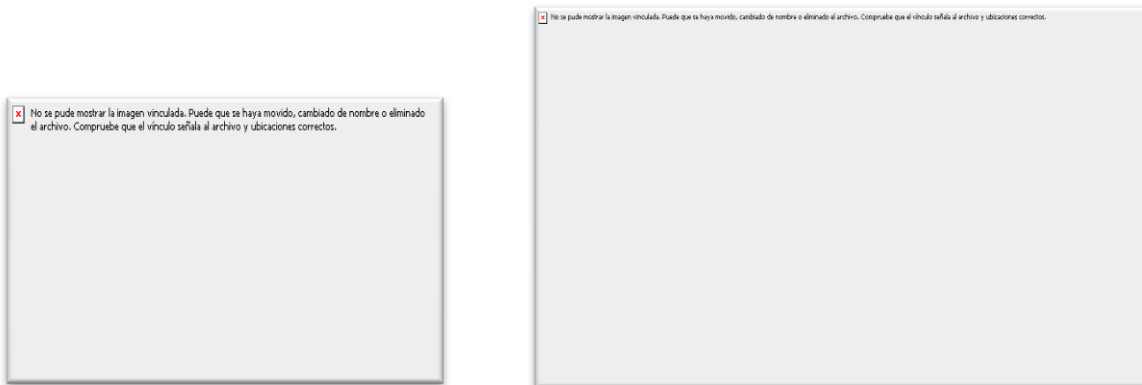 No se pude mostrar la imagen vinculada. Puede que se haya movido, cambiado de nombre o eliminado
el archivo. Compruebe que el vínculo señala al archivo y ubicaciones correctos.
No se pude mostrar la imagen vinculada. Puede que se haya movido, cambiado de nombre o eliminado el archivo. Compruebe que el vínculo señala al archivo y ubicaciones correctos.